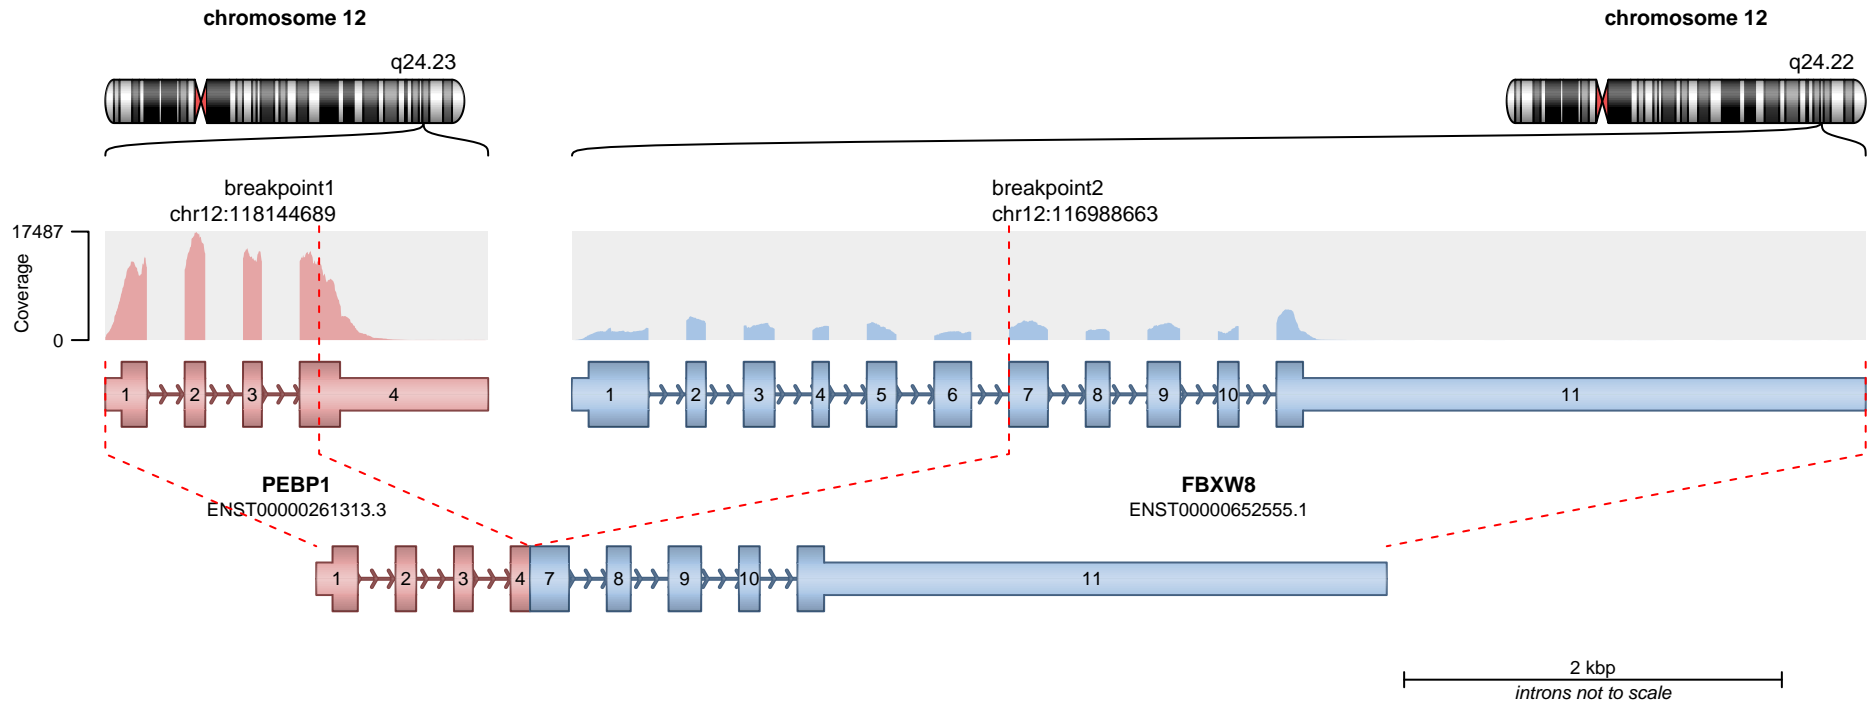 chromosome 12
chromosome 12
q24.23
q24.22
breakpoint1
chr12:118144689
breakpoint2
chr12:116988663
17487
Coverage
0
1 2 3 4
1 2 3 4 5 6 7 8 9 10 11
PEBP1
ENST00000261313.3
FBXW8
ENST00000652555.1
1 2 3 4 7 8 9 10 11
2 kbp
introns not to scale